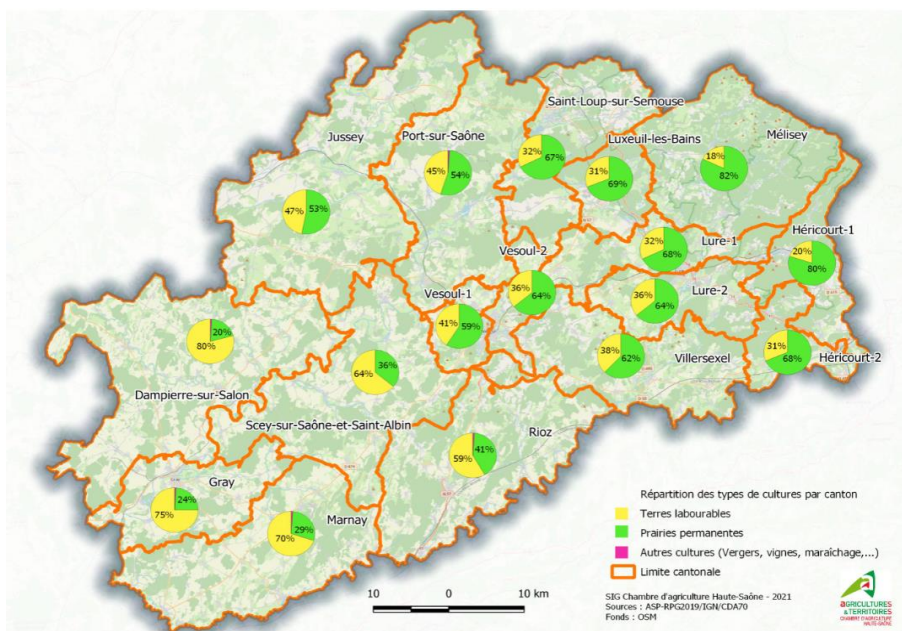 Saint-Loup-sur-Semouse
Jussey
Port-sur-Saône
Luxeuil-les-Bains
Mélisey
32%
67%
45%
54%
31%
69%
18%
82%
47%
53%
Vesoul-2
32%
68%
Lure-1
Héricourt-1
20%
80%
Vesoul-1
36%
64%
36%
64%
Lure-2
41%
59%
20%
80%
38%
62%
Villersexel
31%
68%
Héricourt-2
64%
36%
Dampierre-sur-Salon
Scey-sur-Saône-et-Saint-Albin
Rioz
59%
41%
Gray
75%
24%
Marnay
70%
29%
Répartition des types de cultures par canton
Terres labourables
Prairies permanentes
Autres cultures (Vergers, vignes, maraîchage,...)
Limite cantonale
10 0 10 km
SIG Chambre d'agriculture Haute-Saône - 2021
Sources : ASP-RPG2019/IGN/CDA70
Fonds : OSM
AGRICULTURES
& TERRITOIRES
CHAMBRE D'AGRICULTURE
HAUTE-SAÔNE